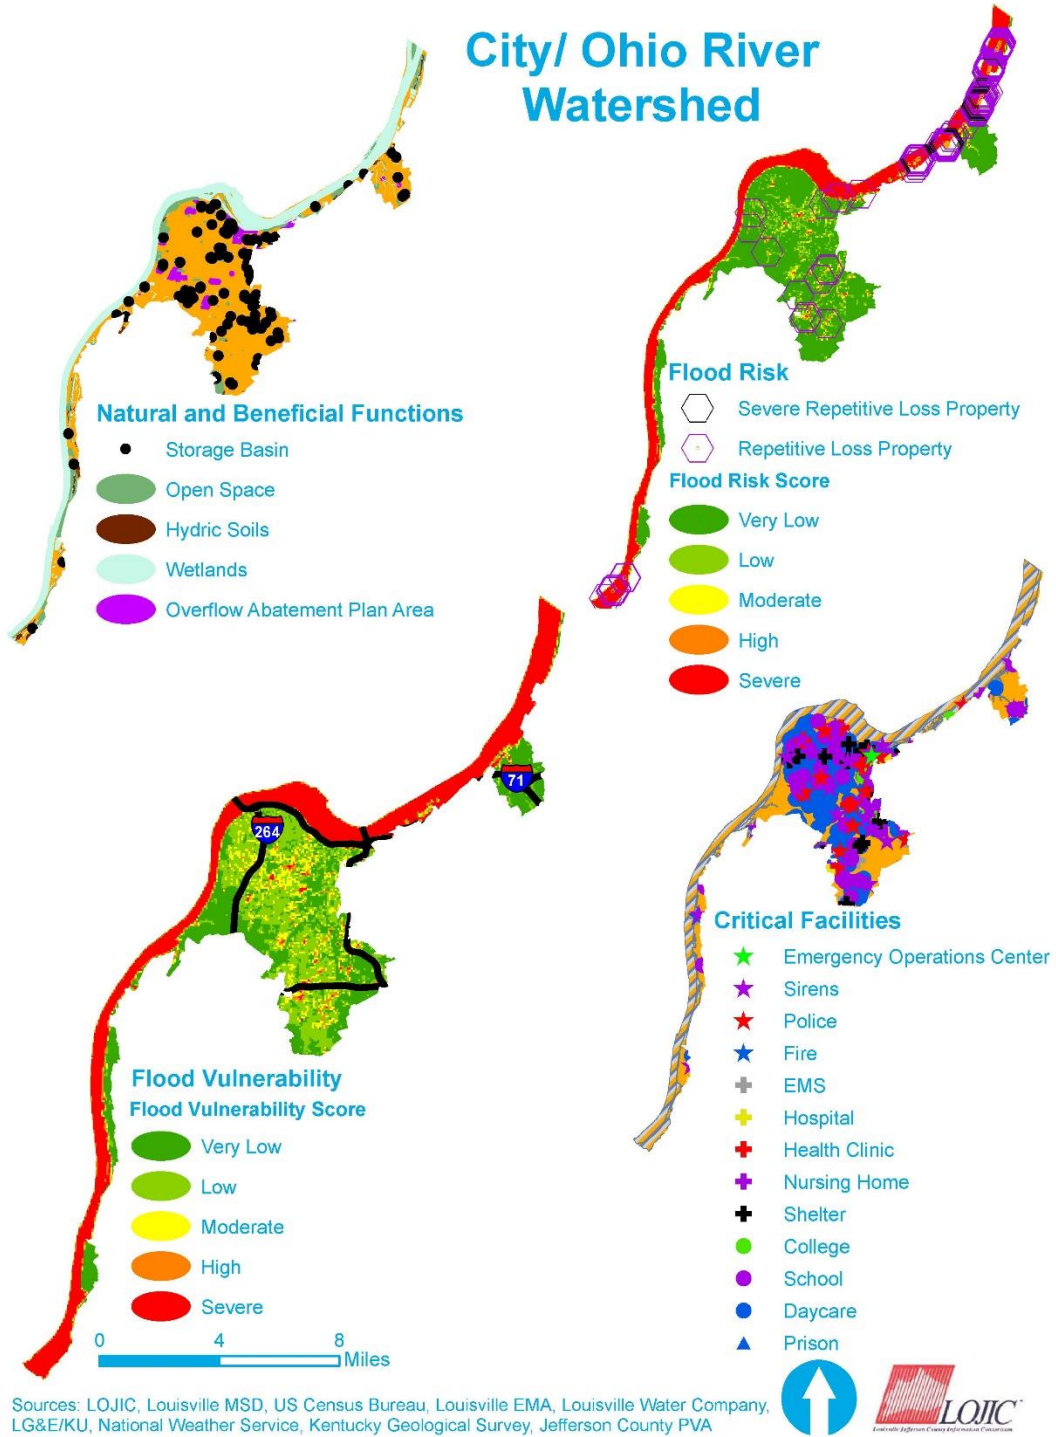 City/ Ohio River
Watershed
Natural and Beneficial Functions
Storage Basin
Open Space
Hydric Soils
Wetlands
Overflow Abatement Plan Area
Flood Risk
Severe Repetitive Loss Property
Repetitive Loss Property
Flood Risk Score
Very Low
Low
Moderate
High
Severe
71
264
Flood Vulnerability
Flood Vulnerability Score
Very Low
Low
Moderate
High
Severe
0 4 8
Miles
Critical Facilities
Emergency Operations Center
Sirens
Police
Fire
EMS
Hospital
Health Clinic
Nursing Home
Shelter
College
School
Daycare
Prison
Sources: LOJIC, Louisville MSD, US Census Bureau, Louisville EMA, Louisville Water Company,
LG&E/KU, National Weather Service, Kentucky Geological Survey, Jefferson County PVA
LOJIC
Louisville/Jefferson County Information Consortium